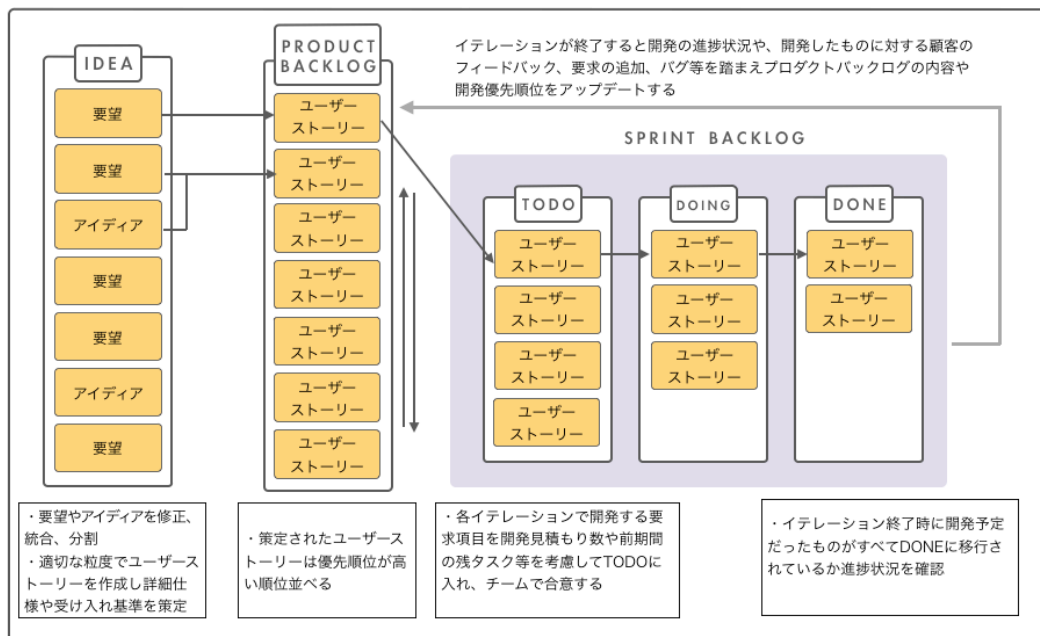 IDEA
要望
要望
アイディア
要望
要望
アイディア
要望
PRODUCT
BACKLOG
ユーザー
ストーリー
ユーザー
ストーリー
ユーザー
ストーリー
ユーザー
ストーリー
ユーザー
ストーリー
ユーザー
ストーリー
ユーザー
ストーリー
イテレーションが終了すると開発の進捗状況や、開発したものに対する顧客の
フィードバック、要求の追加、バグ等を踏まえプロダクトバックログの内容や
開発優先順位をアップデートする
SPRINT BACKLOG
TODO
ユーザー
ストーリー
ユーザー
ストーリー
ユーザー
ストーリー
ユーザー
ストーリー
DOING
ユーザー
ストーリー
ユーザー
ストーリー
ユーザー
ストーリー
DONE
ユーザー
ストーリー
ユーザー
ストーリー
・要望やアイディアを修正、
統合、分割
・適切な粒度でユーザース
トーリーを作成し詳細仕
様や受け入れ基準を策定
・策定されたユーザース
トーリーは優先順位が高
い順位並べる
・各イテレーションで開発する要
求項目を開発見積もり数や前期間
の残タスク等を考慮してTODOに
入れ、チームで合意する
・イテレーション終了時に開発予定
だったものがすべてDONEに移行さ
れているか進捗状況を確認